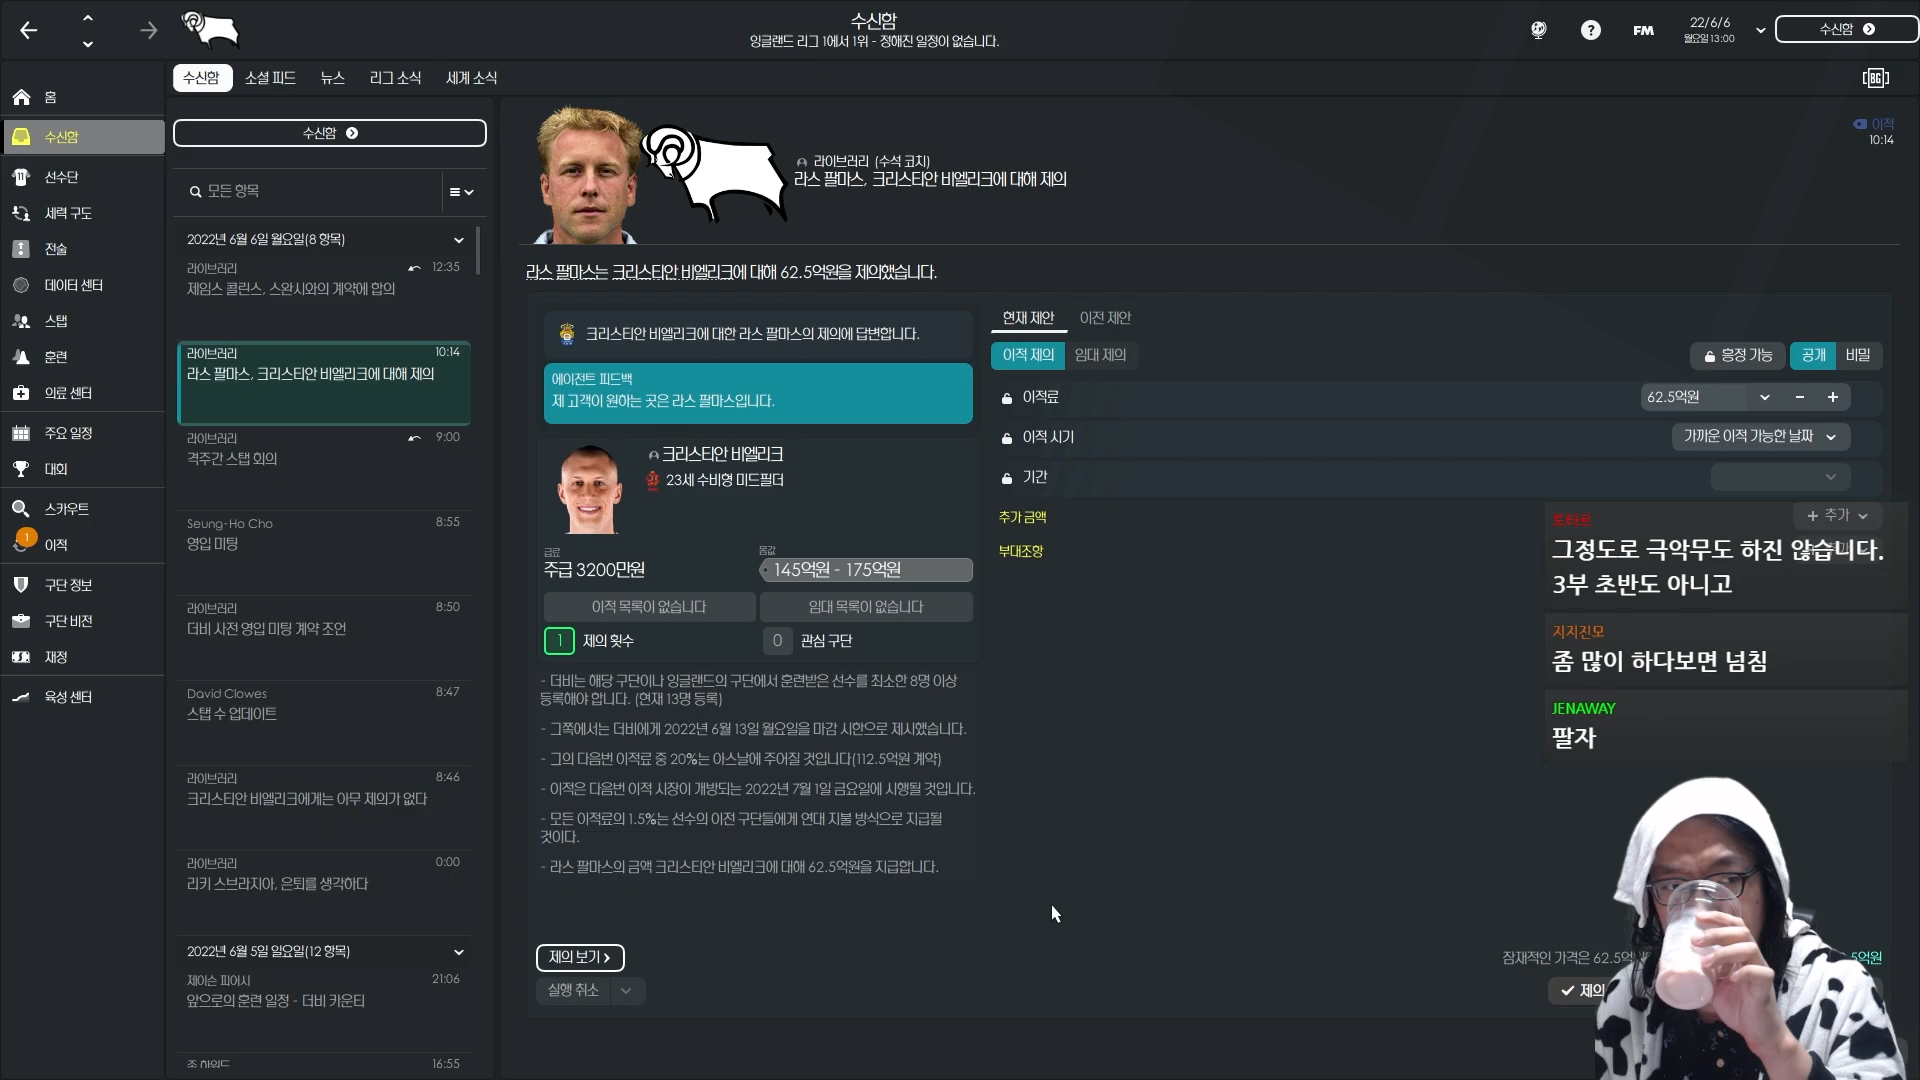 수신함
잉글랜드 리그 1에서 1위 - 정해진 일정이 없습니다.
FM
22/6/6
월요일 13:00
수신함
수신함
소셜 피드
뉴스
리그 소식
세계 소식
홈
수신함
선수단
세력 구도
전술
데이터 센터
스탭
훈련
의료 센터
주요 일정
대회
스카우트
1
이적
구단 정보
구단 비전
재정
육성 센터
수신함
모든 항목
2022년 6월 6일 월요일(8 항목)
라이브러리
12:35
제임스 콜린스, 스완시와의 계약에 합의
라이브러리
10:14
라스 팔마스, 크리스티안 비엘리크에 대해 제의
라이브러리
9:00
격주간 스탭 회의
Seung-Ho Cho
8:55
영입 미팅
라이브러리
8:50
더비 사전 영입 미팅 계약 조언
David Clowes
8:47
스탭 수 업데이트
라이브러리
8:46
크리스티안 비엘리크에게는 아무 제의가 없다
라이브러리
0:00
리키 스브라지아, 은퇴를 생각하다
2022년 6월 5일 일요일(12 항목)
제이슨 피어시
21:06
앞으로의 훈련 일정 - 더비 카운티
16:55
이적
10:14
라이브러리 (수석 코치)
라스 팔마스, 크리스티안 비엘리크에 대해 제의
라스 팔마스는 크리스티안 비엘리크에 대해 62.5억원을 제의했습니다.
크리스티안 비엘리크에 대한 라스 팔마스의 제의에 답변합니다.
에이전트 피드백
제 고객이 원하는 곳은 라스 팔마스입니다.
크리스티안 비엘리크
23세 수비형 미드필더
급료
주급 3200만원
몸값
145억원 - 175억원
이적 목록이 없습니다
임대 목록이 없습니다
1
제의 횟수
0
관심 구단
- 더비는 해당 구단이나 잉글랜드의 구단에서 훈련받은 선수를 최소한 8명 이상
등록해야 합니다. (현재 13명 등록)
- 그쪽에서는 더비에게 2022년 6월 13일 월요일을 마감 시한으로 제시했습니다.
- 그의 다음번 이적료 중 20%는 아스날에 주어질 것입니다(112.5억원 계약)
- 이적은 다음번 이적 시장이 개방되는 2022년 7월 1일 금요일에 시행될 것입니다.
- 모든 이적료의 1.5%는 선수의 이전 구단들에게 연대 지불 방식으로 지급될
것이다.
- 라스 팔마스의 금액 크리스티안 비엘리크에 대해 62.5억원을 지급합니다.
제의 보기
실행 취소
현재 제안
이전 제안
이적 제의
임대 제의
흥정 가능
공개
비밀
이적료
62.5억원
이적 시기
가까운 이적 가능한 날짜
기간
추가 금액
추가
부대조항
그정도로 극악무도 하진 않습니다.
3부 초반도 아니고
지지진모
좀 많이 하다보면 넘침
JENAWAY
팔자
잠재적인 가격은 62.5억
5억원
제의